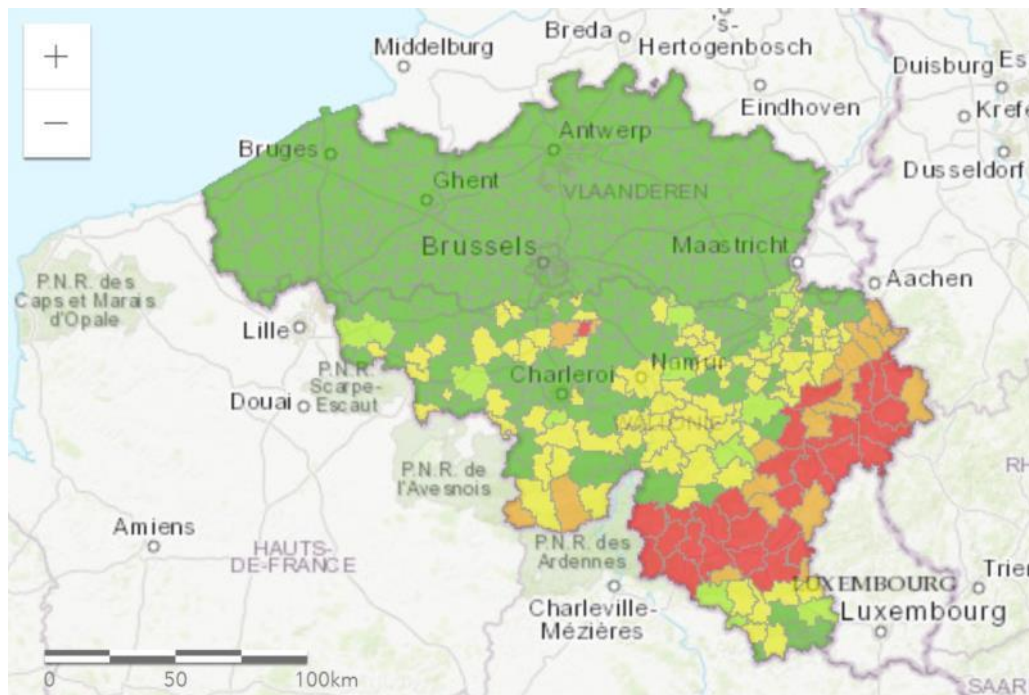 +
−
Middelburg
Breda
's-
Hertogenbosch
Duisburg
Es
Krefe
Eindhoven
Dusseldorf
Antwerp
Bruges
Ghent
VLAANDEREN
Brussels
Maastricht
Aachen
P.N.R. des
Caps et Marais
d'Opale
Lille
P.N.R.
Scarpe-
Escaut
Douai
Charleroi
Namur
P.N.R. de
l'Avesnois
RH
Amiens
HAUTS-
DE-FRANCE
P.N.R. des
Ardennes
Charleville-
Mézières
LUXEMBOURG
Luxembourg
Trier
SAAR
0 50 100km